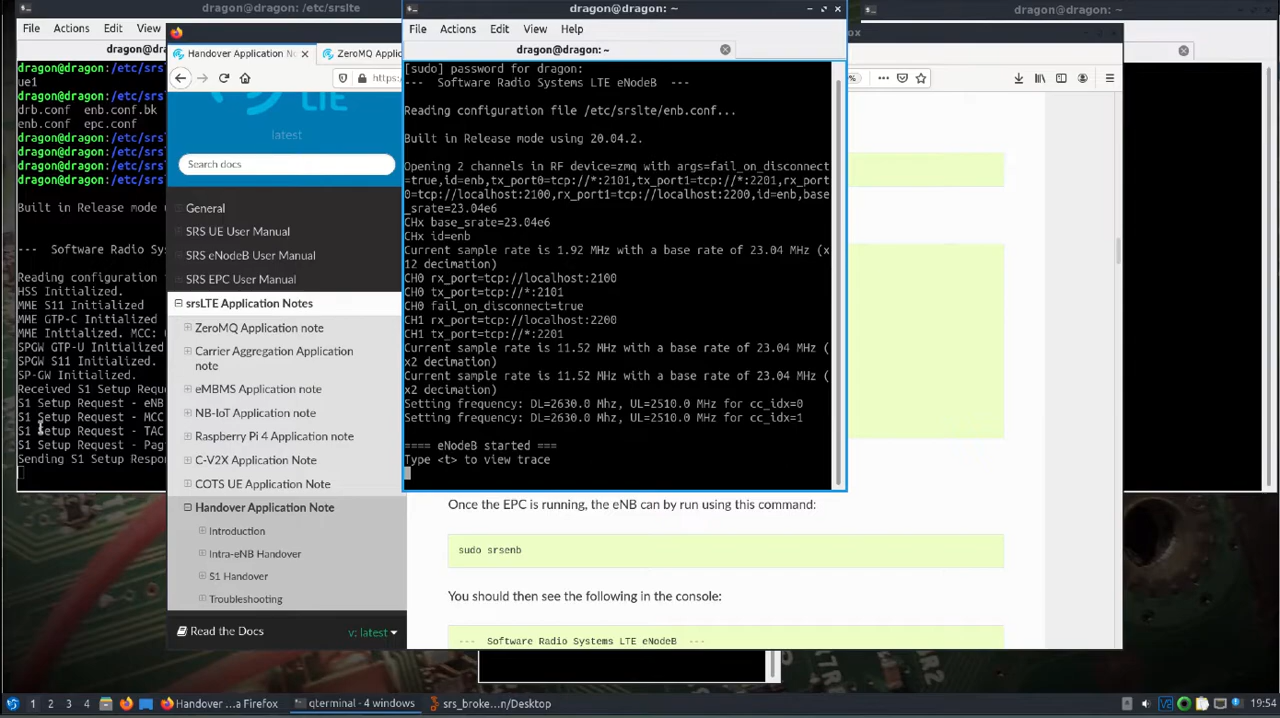 dragon@dragon: /etc/srslte
File Actions Edit View
dragon@dragon:/etc/srs
ue1
dragon@dragon:/etc/srs
drb.conf enb.conf.bk
enb.conf epc.conf
dragon@dragon:/etc/srs
dragon@dragon:/etc/srs
dragon@dragon:/etc/srs
dragon@dragon:/etc/srs
Built in Release mode
--- Software Radio Sys
Reading configuration
HSS Initialized.
MME S11 Initialized
MME GTP-C Initialized
MME Initialized. MCC:
SPGW GTP-U Initialized
SPGW S11 Initialized.
SP-GW Initialized.
Received S1 Setup Requ
S1 Setup Request - eNB
S1 Setup Request - MCC
S1 Setup Request - TAC
S1 Setup Request - Pag
Sending S1 Setup Respon
Handover Application No
ZeroMQ Applic
https:
LTE
latest
Search docs
General
SRS UE User Manual
SRS eNodeB User Manual
SRS EPC User Manual
srsLTE Application Notes
ZeroMQ Application note
Carrier Aggregation Application
note
eMBMS Application note
NB-IoT Application note
Raspberry Pi 4 Application note
C-V2X Application note
COTS UE Application Note
Handover Application Note
Introduction
Intra-eNB Handover
S1 Handover
Troubleshooting
Read the Docs
v: latest
dragon@dragon: ~
File Actions Edit View Help
dragon@dragon: ~
[sudo] password for dragon:
--- Software Radio Systems LTE eNodeB ---
Reading configuration file /etc/srslte/enb.conf...
Built in Release mode using 20.04.2.
Opening 2 channels in RF device=zmq with args=fail_on_disconnect
=true,id=enb,tx_port0=tcp://*:2101,tx_port1=tcp://*:2201,rx_port
0=tcp://localhost:2100,rx_port1=tcp://localhost:2200,id=enb,base
_srate=23.04e6
CHx base_srate=23.04e6
CHx id=enb
Current sample rate is 1.92 MHz with a base rate of 23.04 MHz (x
12 decimation)
CH0 rx_port=tcp://localhost:2100
CH0 tx_port=tcp://*:2101
CH0 fail_on_disconnect=true
CH1 rx_port=tcp://localhost:2200
CH1 tx_port=tcp://*:2201
Current sample rate is 11.52 MHz with a base rate of 23.04 MHz (
x2 decimation)
Current sample rate is 11.52 MHz with a base rate of 23.04 MHz (
x2 decimation)
Setting frequency: DL=2630.0 Mhz, UL=2510.0 MHz for cc_idx=0
Setting frequency: DL=2630.0 Mhz, UL=2510.0 MHz for cc_idx=1
==== eNodeB started ===
Type <t> to view trace
Once the EPC is running, the eNB can by run using this command:
sudo srsenb
You should then see the following in the console:
--- Software Radio Systems LTE eNodeB ---
dragon@dragon: ~
ox
%
1 2 3 4 Handover ...a Firefox qterminal - 4 windows srs_broke...n/Desktop
19:54